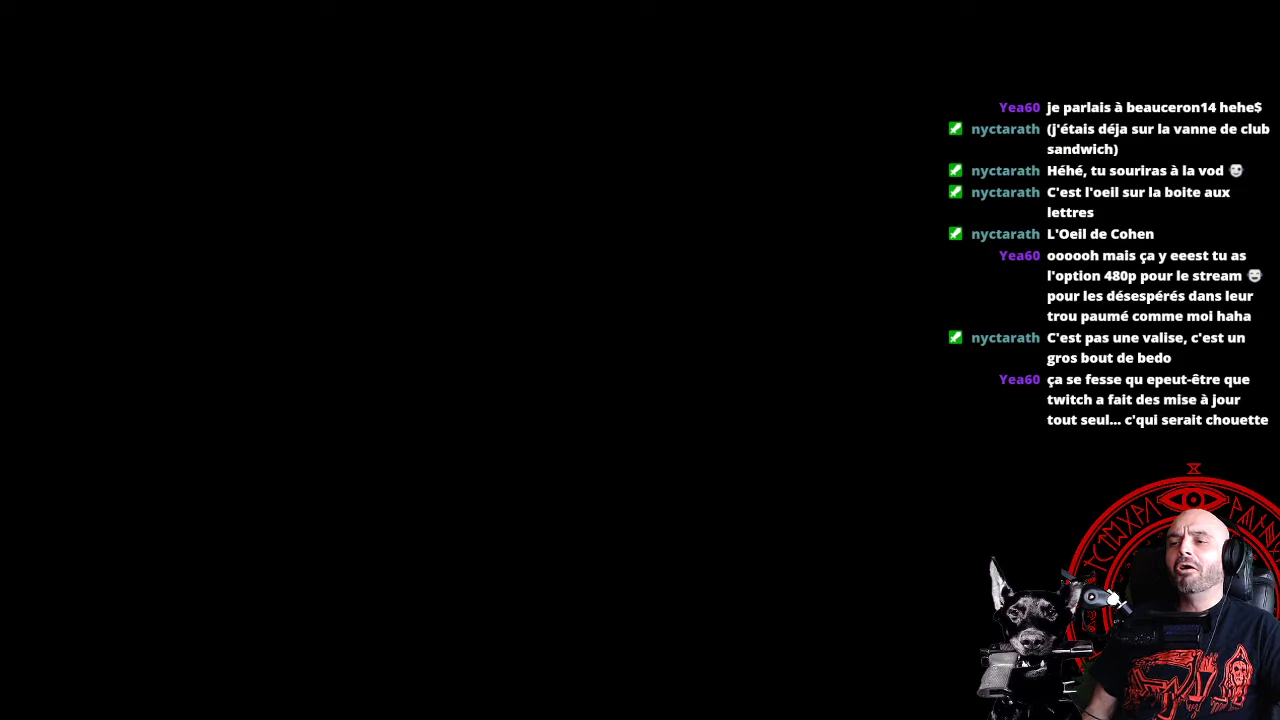 Yea60 je parlais à beauceron14 hehe$
nyctarath (j'étais déja sur la vanne de club
sandwich)
nyctarath Héhé, tu souriras à la vod
nyctarath C'est l'oeil sur la boite aux
lettres
nyctarath L'Oeil de Cohen
Yea60 oooooh mais ça y eeest tu as
l'option 480p pour le stream
pour les désespérés dans leur
trou paumé comme moi haha
nyctarath C'est pas une valise, c'est un
gros bout de bedo
Yea60 ça se fesse qu epeut-être que
twitch a fait des mise à jour
tout seul... c'qui serait chouette